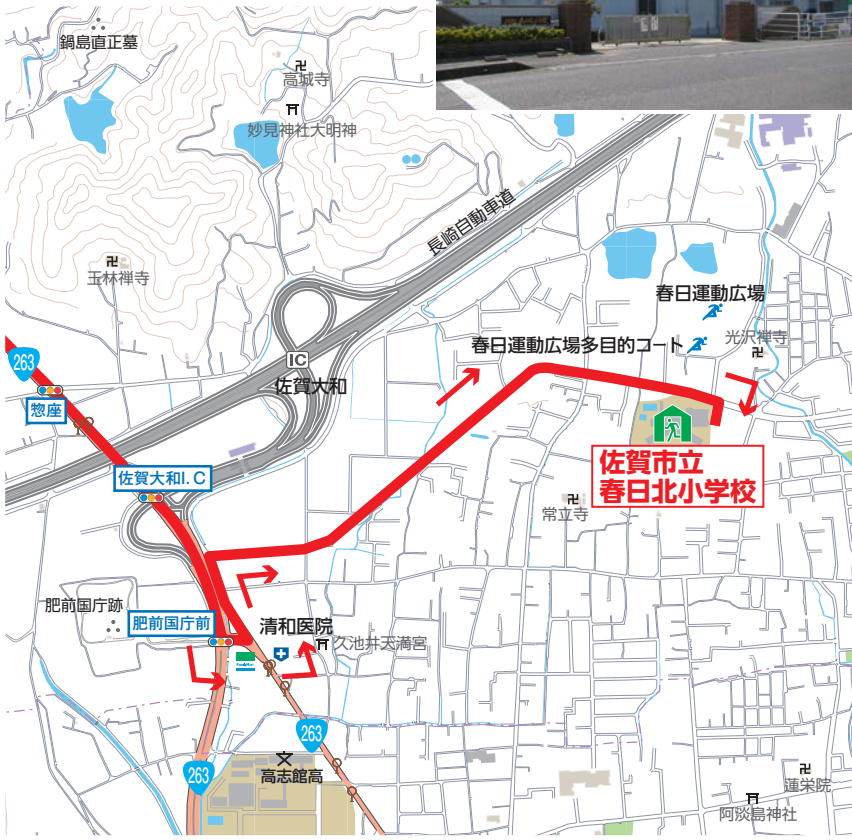 鍋島直正墓
高城寺
妙見神社大明神
長崎自動車道
玉林禅寺
春日運動広場
春日運動広場多目的コート
光沢禅寺
263
IC
佐賀大和
惣座
佐賀市立
春日北小学校
佐賀大和I.C
常立寺
肥前国庁跡
肥前国庁前
清和医院
久池井天満宮
FamilyMart
263
263
高志館高
蓮栄院
阿淡島神社